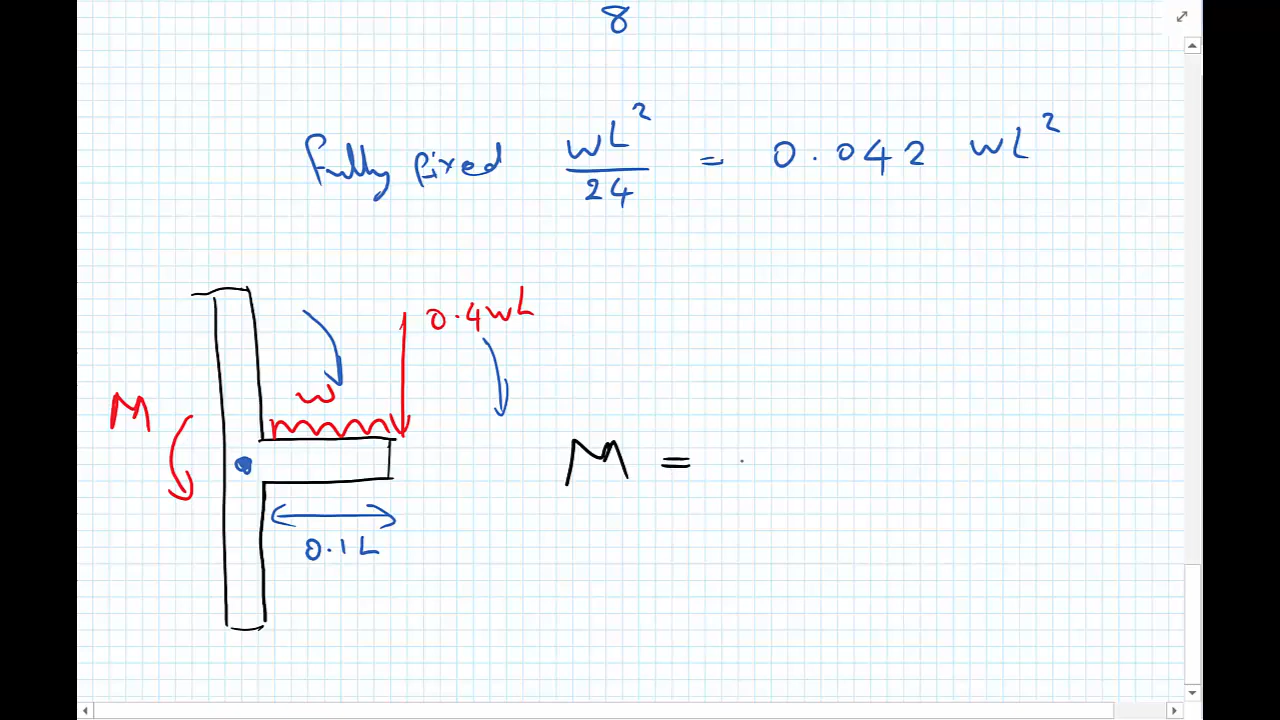 8
fully fixed wL²/24 = 0.042 wL²
0.4wL
w
M
M =
0.1L